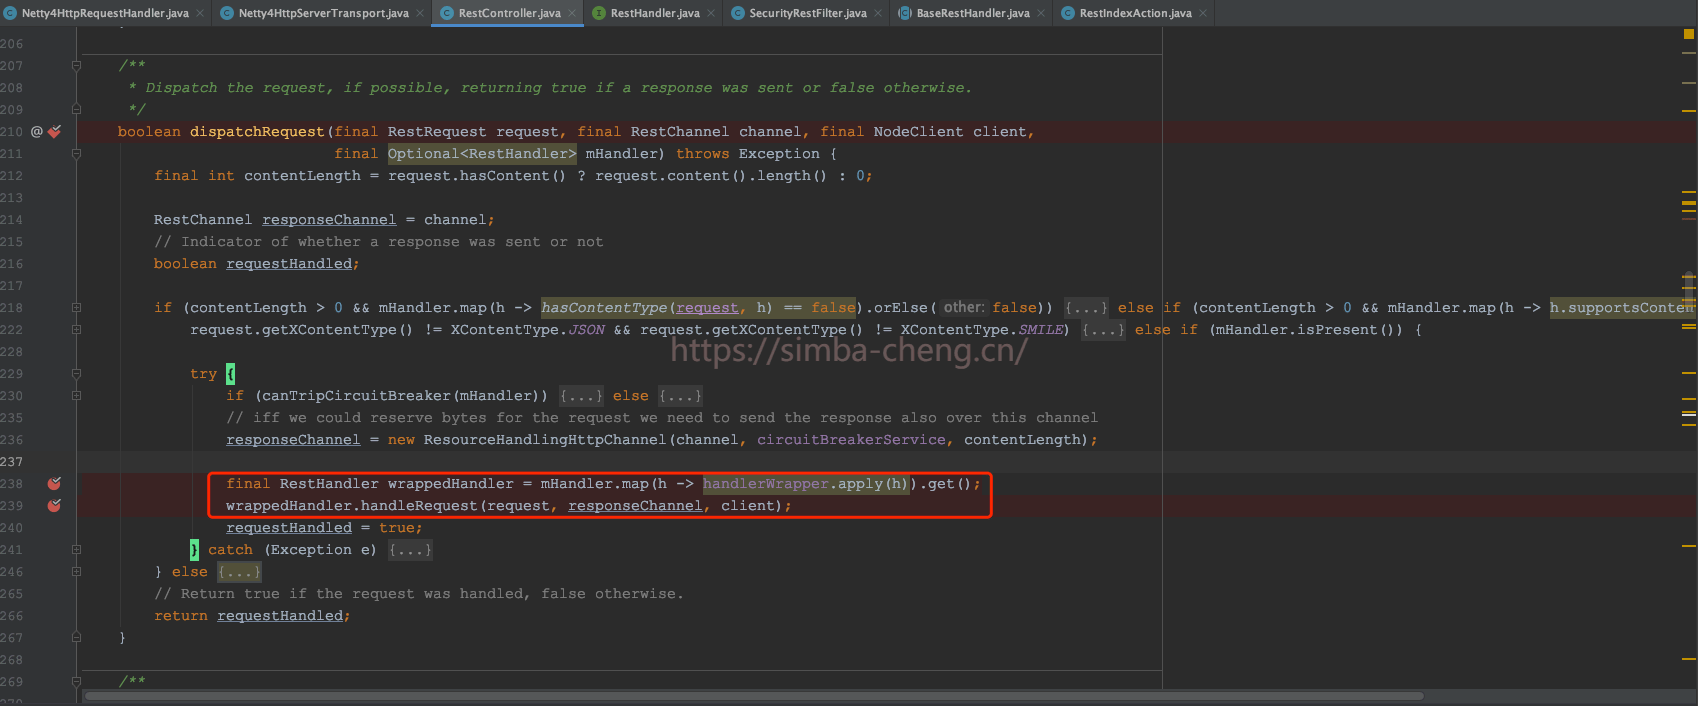 Netty4HttpRequestHandler.java Netty4HttpServerTransport.java RestController.java RestHandler.java SecurityRestFilter.java BaseRestHandler.java RestIndexAction.java
206
207 /**
208 * Dispatch the request, if possible, returning true if a response was sent or false otherwise.
209 */
210 @ boolean dispatchRequest(final RestRequest request, final RestChannel channel, final NodeClient client,
211 final Optional<RestHandler> mHandler) throws Exception {
212 final int contentLength = request.hasContent() ? request.content().length() : 0;
213
214 RestChannel responseChannel = channel;
215 // Indicator of whether a response was sent or not
216 boolean requestHandled;
217
218 if (contentLength > 0 && mHandler.map(h -> hasContentType(request, h) == false).orElse( other: false)) {...} else if (contentLength > 0 && mHandler.map(h -> h.supportsConten
222 request.getXContentType() != XContentType.JSON && request.getXContentType() != XContentType.SMILE) {...} else if (mHandler.isPresent()) {
228
https://simba-cheng.cn/
229 try {
230 if (canTripCircuitBreaker(mHandler)) {...} else {...}
235 // iff we could reserve bytes for the request we need to send the response also over this channel
236 responseChannel = new ResourceHandlingHttpChannel(channel, circuitBreakerService, contentLength);
237
238 final RestHandler wrappedHandler = mHandler.map(h -> handlerWrapper.apply(h)).get();
239 wrappedHandler.handleRequest(request, responseChannel, client);
240 requestHandled = true;
241 } catch (Exception e) {...}
246 } else {...}
265 // Return true if the request was handled, false otherwise.
266 return requestHandled;
267 }
268
269 /**